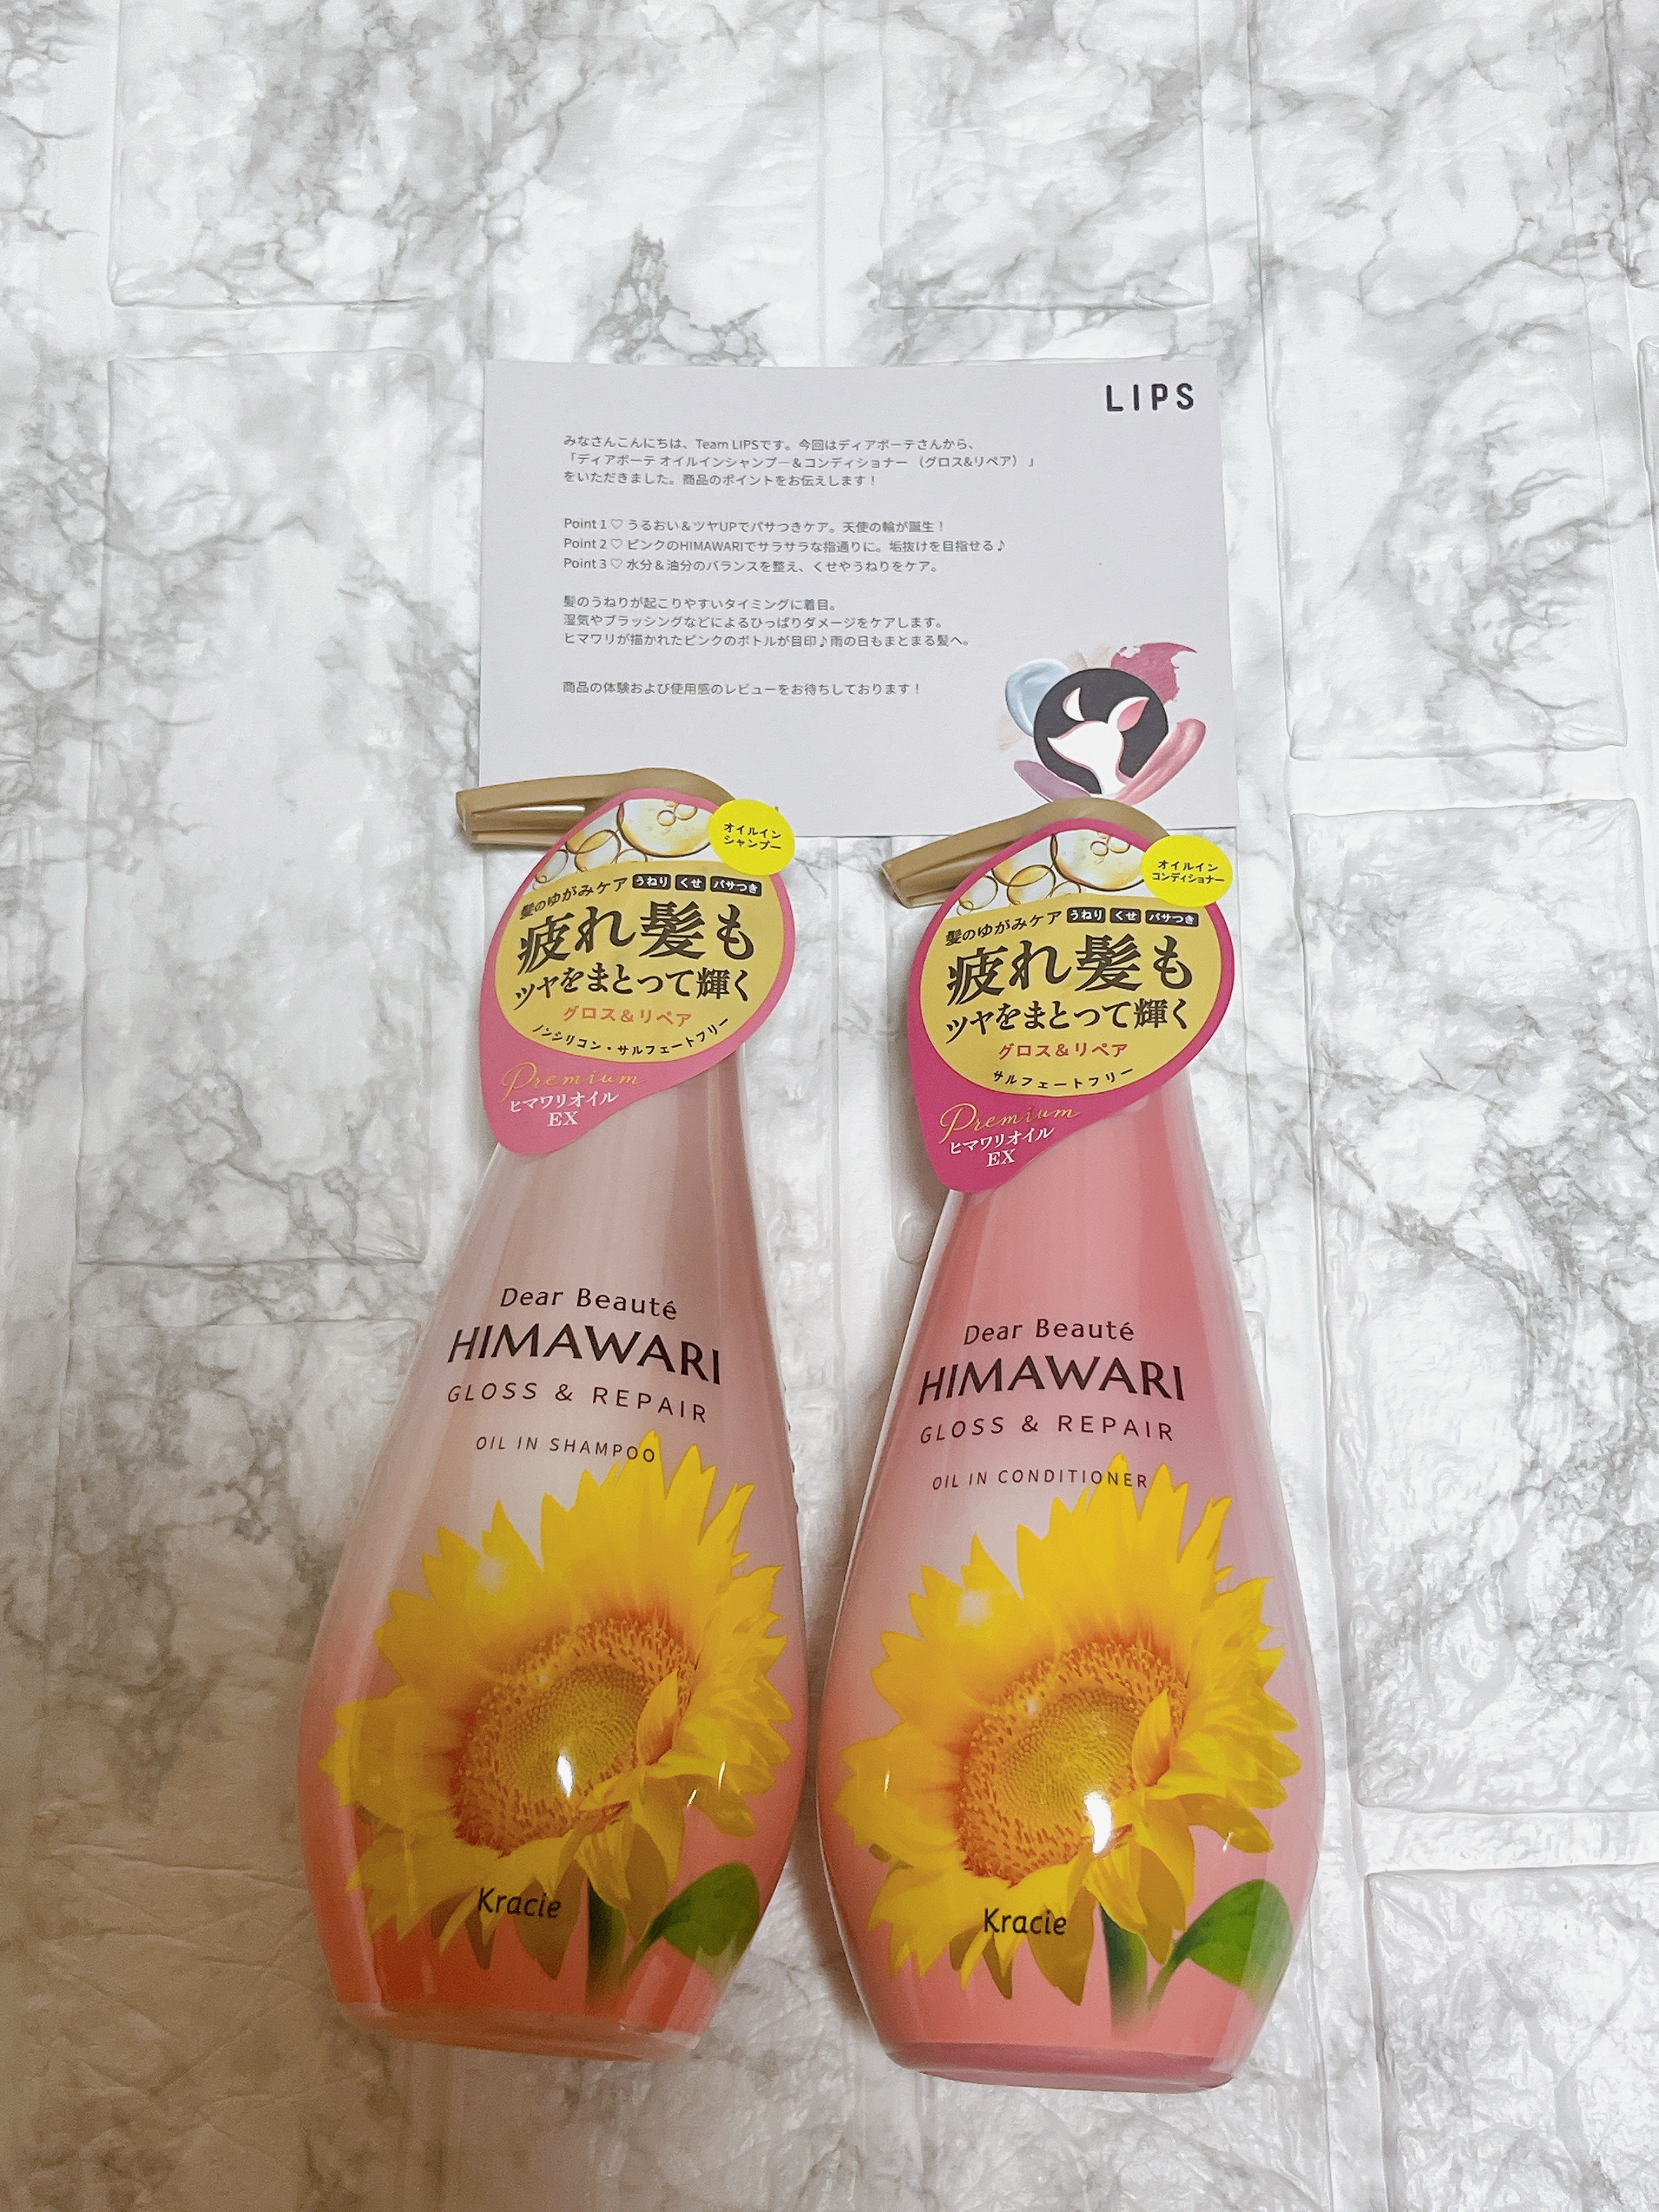 LIPS
みなさんこんにちは、Team LIPSです。今回はディアボーテさんから、
「ディアボーテ オイルインシャンプー＆コンディショナー （グロス&リペア）」
をいただきました。商品のポイントをお伝えします！
Point 1 ♡ うるおい＆ツヤUPでパサつきケア。天使の輪が誕生！
Point 2 ♡ ピンクのHIMAWARIでサラサラな指通りに。垢抜けを目指せる♪
Point 3 ♡ 水分＆油分のバランスを整え、くせやうねりをケア。
髪のうねりが起こりやすいタイミングに着目。
湿気やブラッシングなどによるひっぱりダメージをケアします。
ヒマワリが描かれたピンクのボトルが目印♪雨の日もまとまる髪へ。
商品の体験および使用感のレビューをお待ちしております！
オイルイン
シャンプー
髪のゆがみケア うねり くせ パサつき
疲れ髪も
ツヤをまとって輝く
グロス＆リペア
ノンシリコン・サルフェートフリー
Premium
ヒマワリオイル
EX
Dear Beauté
HIMAWARI
GLOSS & REPAIR
OIL IN SHAMPOO
Kracie
オイルイン
コンディショナー
髪のゆがみケア うねり くせ パサつき
疲れ髪も
ツヤをまとって輝く
グロス＆リペア
サルフェートフリー
Premium
ヒマワリオイル
EX
Dear Beauté
HIMAWARI
GLOSS & REPAIR
OIL IN CONDITIONER
Kracie